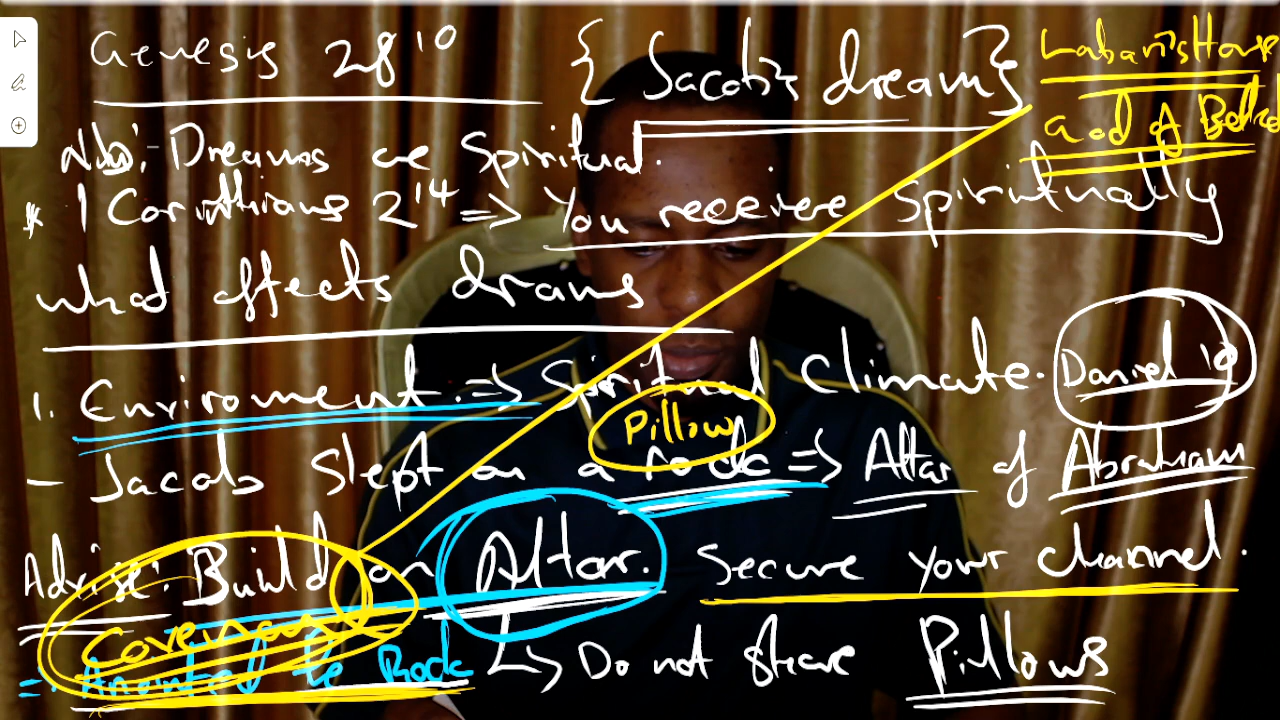 Genesis 28¹⁰ {Jacob's dream}
Laban's House
God of Bethel
Nb:- Dreams are Spiritual.
* 1 Corinthians 2¹⁴ => You receive spiritually
what affects drams
1. Enviroment. => Spiritual Climate. Daniel 10
Pillow
- Jacob Slept on a rock => Altar of Abraham
Advise: Build an Altar. Secure your channel.
Covenant
=> Anointed the Rock ↳ Do not share Pillows